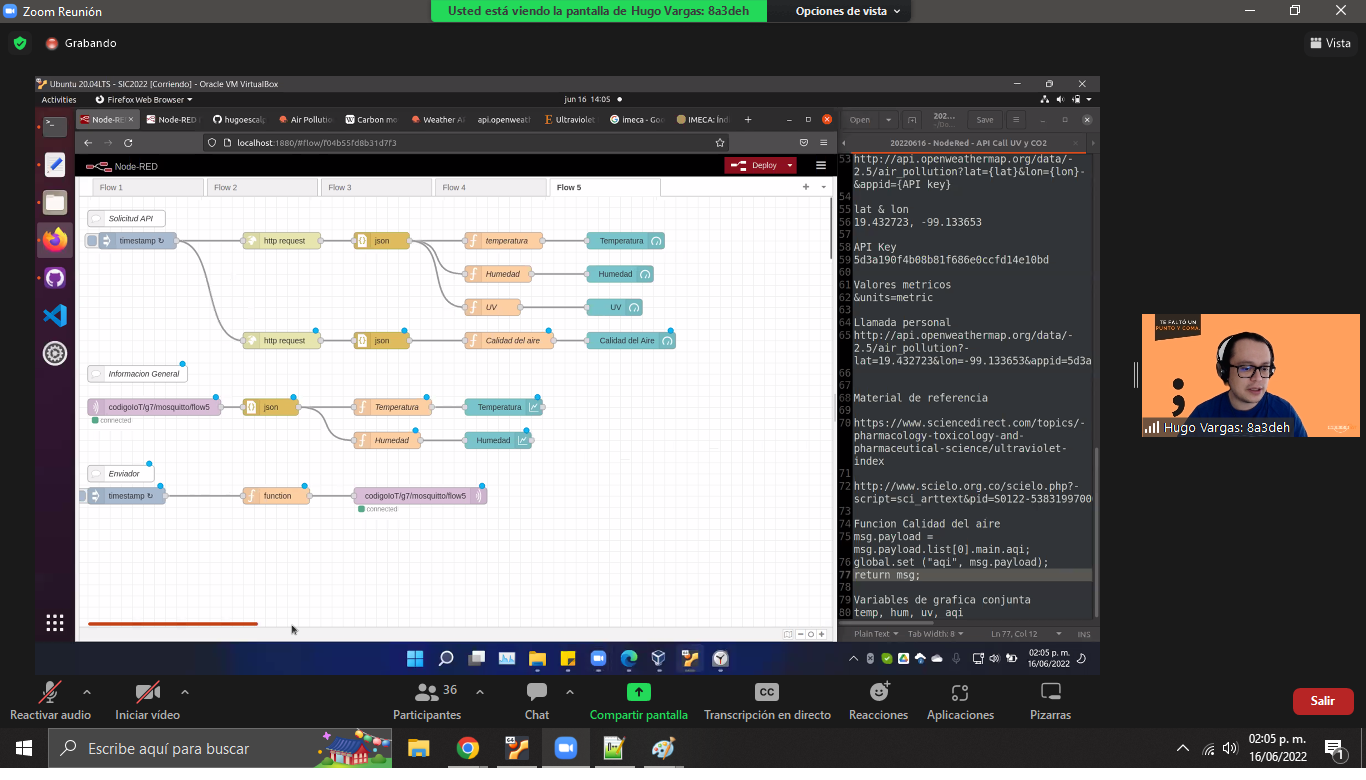 Zoom Reunión
Usted está viendo la pantalla de Hugo Vargas: 8a3deh
Opciones de vista
Grabando
Vista
Ubuntu 20.04LTS - SIC2022 [Corriendo] - Oracle VM VirtualBox
Activities
Firefox Web Browser
jun 16 14:05
Node-RE
Node-RED
hugoescalp
Air Pollutio
Carbon mo
Weather A
api.openweath
Ultraviolet
imeca - Goo
IMECA: Ind
localhost:1880/#flow/f04b55fd8b31d7f3
Node-RED
Deploy
Flow 1
Flow 2
Flow 3
Flow 4
Flow 5
Solicitud API
timestamp ↻
http request
json
temperatura
Temperatura
Humedad
Humedad
UV
UV
http request
json
Calidad del aire
Calidad del Aire
Informacion General
codigoIoT/g7/mosquitto/flow5
json
Temperatura
Temperatura
connected
Humedad
Humedad
Enviador
timestamp ↻
function
codigoIoT/g7/mosquitto/flow5
connected
Open
202...
~/Do...
Save
20220616 - NodeRed - API Call UV y CO2
53 http://api.openweathermap.org/data/-
2.5/air_pollution?lat={lat}&lon={lon}-
&appid={API key}
54
55 lat & lon
56 19.432723, -99.133653
57
58 API Key
59 5d3a190f4b08b81f686e0ccfd14e10bd
60
61 Valores metricos
62 &units=metric
63
64 Llamada personal
65 http://api.openweathermap.org/data/-
2.5/air_pollution?-
lat=19.432723&lon=-99.133653&appid=5d3a
66
67
68 Material de referencia
69
70 https://www.sciencedirect.com/topics/-
pharmacology-toxicology-and-
pharmaceutical-science/ultraviolet-
index
71
72 http://www.scielo.org.co/scielo.php?-
script=sci_arttext&pid=S0122-5383199700
73
74 Funcion Calidad del aire
75 msg.payload =
msg.payload.list[0].main.aqi;
76 global.set ("aqi", msg.payload);
77 return msg;
78
79 Variables de grafica conjunta
80 temp, hum, uv, aqi
Plain Text
Tab Width: 8
Ln 77, Col 12
INS
02:05 p. m.
16/06/2022
TE FALTÓ UN
PUNTO Y COMA.
Hugo Vargas: 8a3deh
Reactivar audio
Iniciar vídeo
36
Participantes
Chat
Compartir pantalla
CC
Transcripción en directo
Reacciones
Aplicaciones
Pizarras
Salir
Escribe aquí para buscar
64
02:05 p. m.
16/06/2022
1